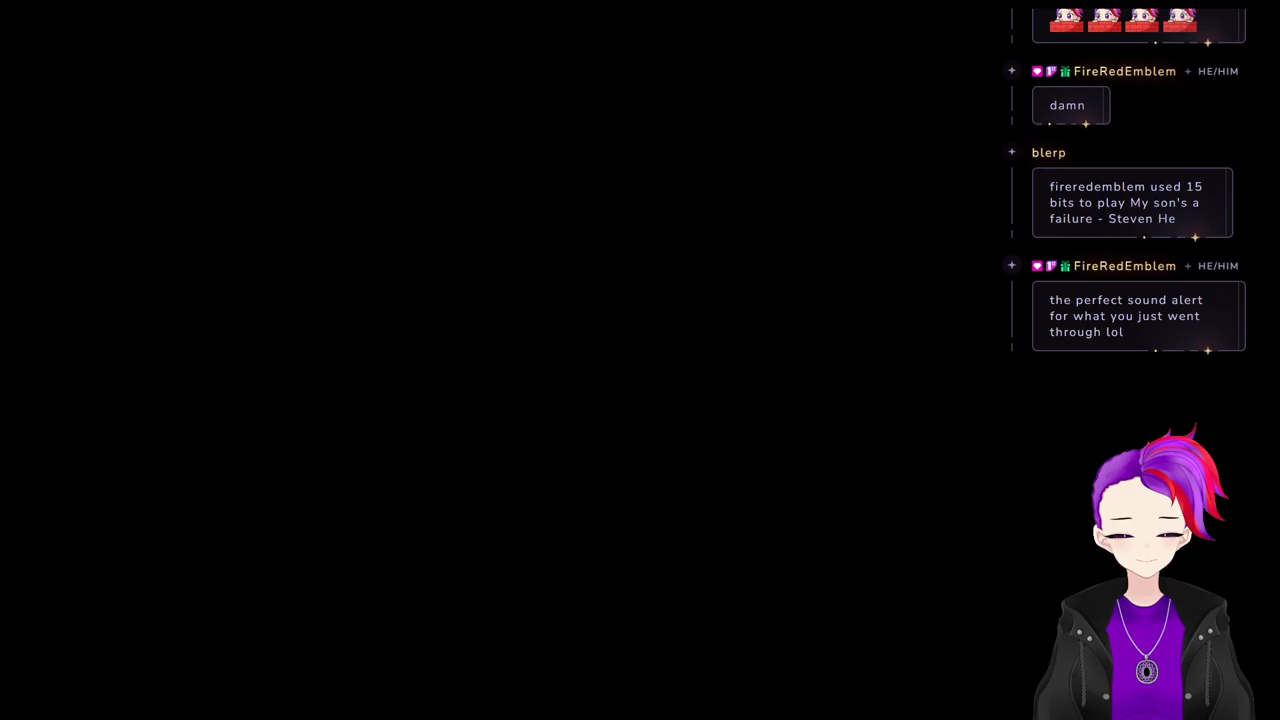 FireRedEmblem HE/HIM
damn
blerp
fireredemblem used 15
bits to play My son's a
failure - Steven He
FireRedEmblem HE/HIM
the perfect sound alert
for what you just went
through lol